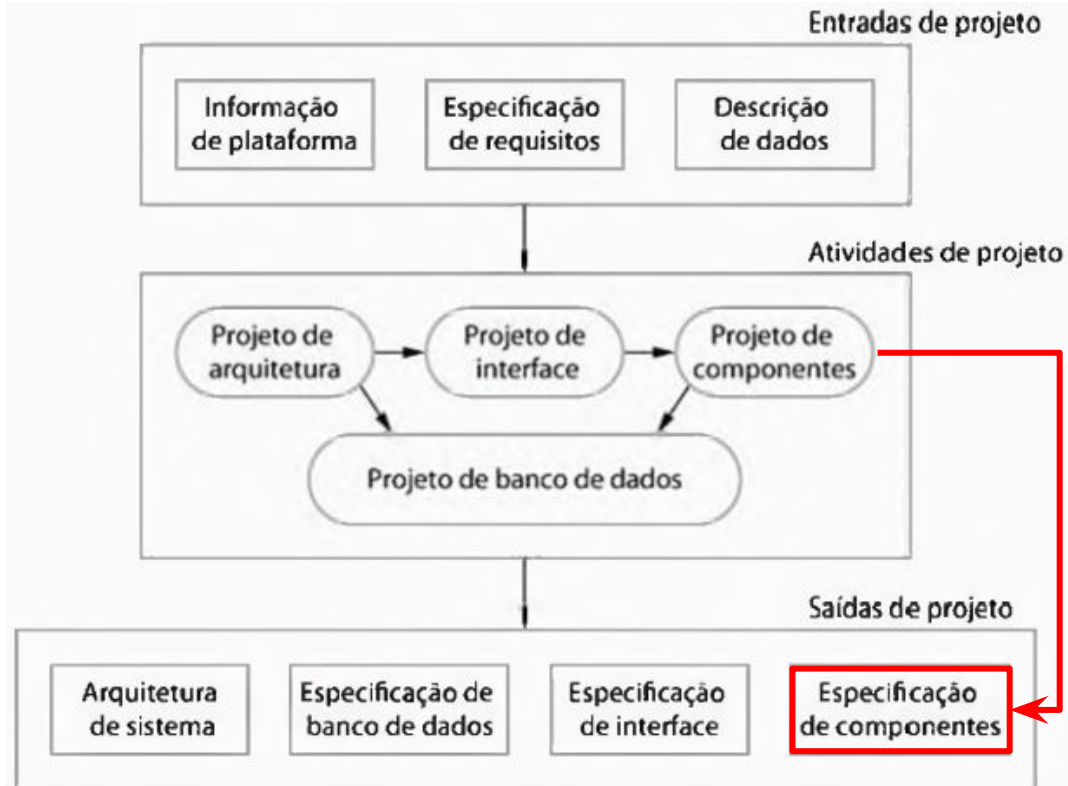 Entradas de projeto
Informação
de plataforma
Especificação
de requisitos
Descrição
de dados
Atividades de projeto
Projeto de
arquitetura
Projeto de
interface
Projeto de
componentes
Projeto de banco de dados
Saídas de projeto
Arquitetura
de sistema
Especificação de
banco de dados
Especificação
de interface
Especificação
de componentes